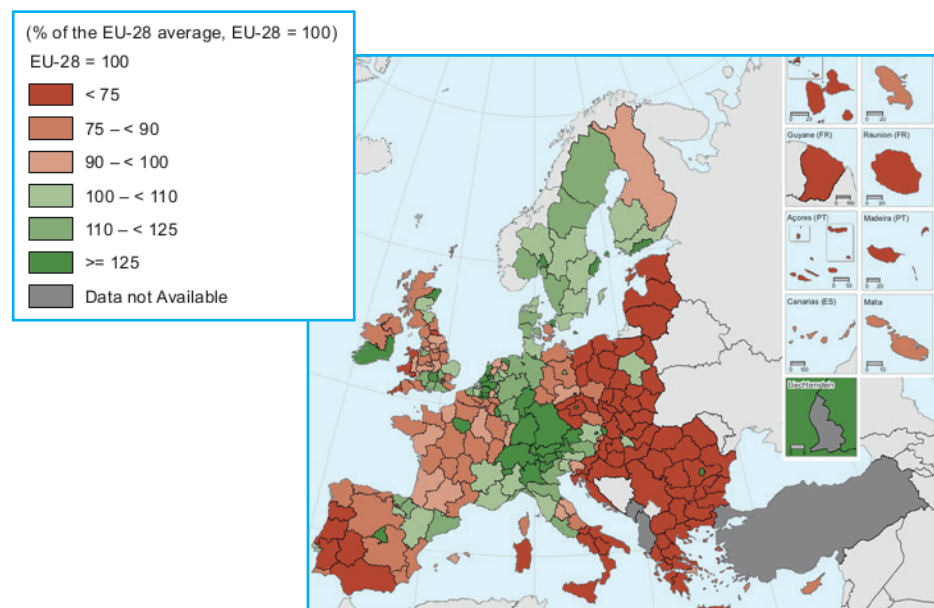 (% of the EU-28 average, EU-28 = 100)
EU-28 = 100
< 75
75 – < 90
90 – < 100
100 – < 110
110 – < 125
>= 125
Data not Available
Guyane (FR)
Réunion (FR)
Açores (PT)
Madeira (PT)
Canarias (ES)
Malta
Liechtenstein